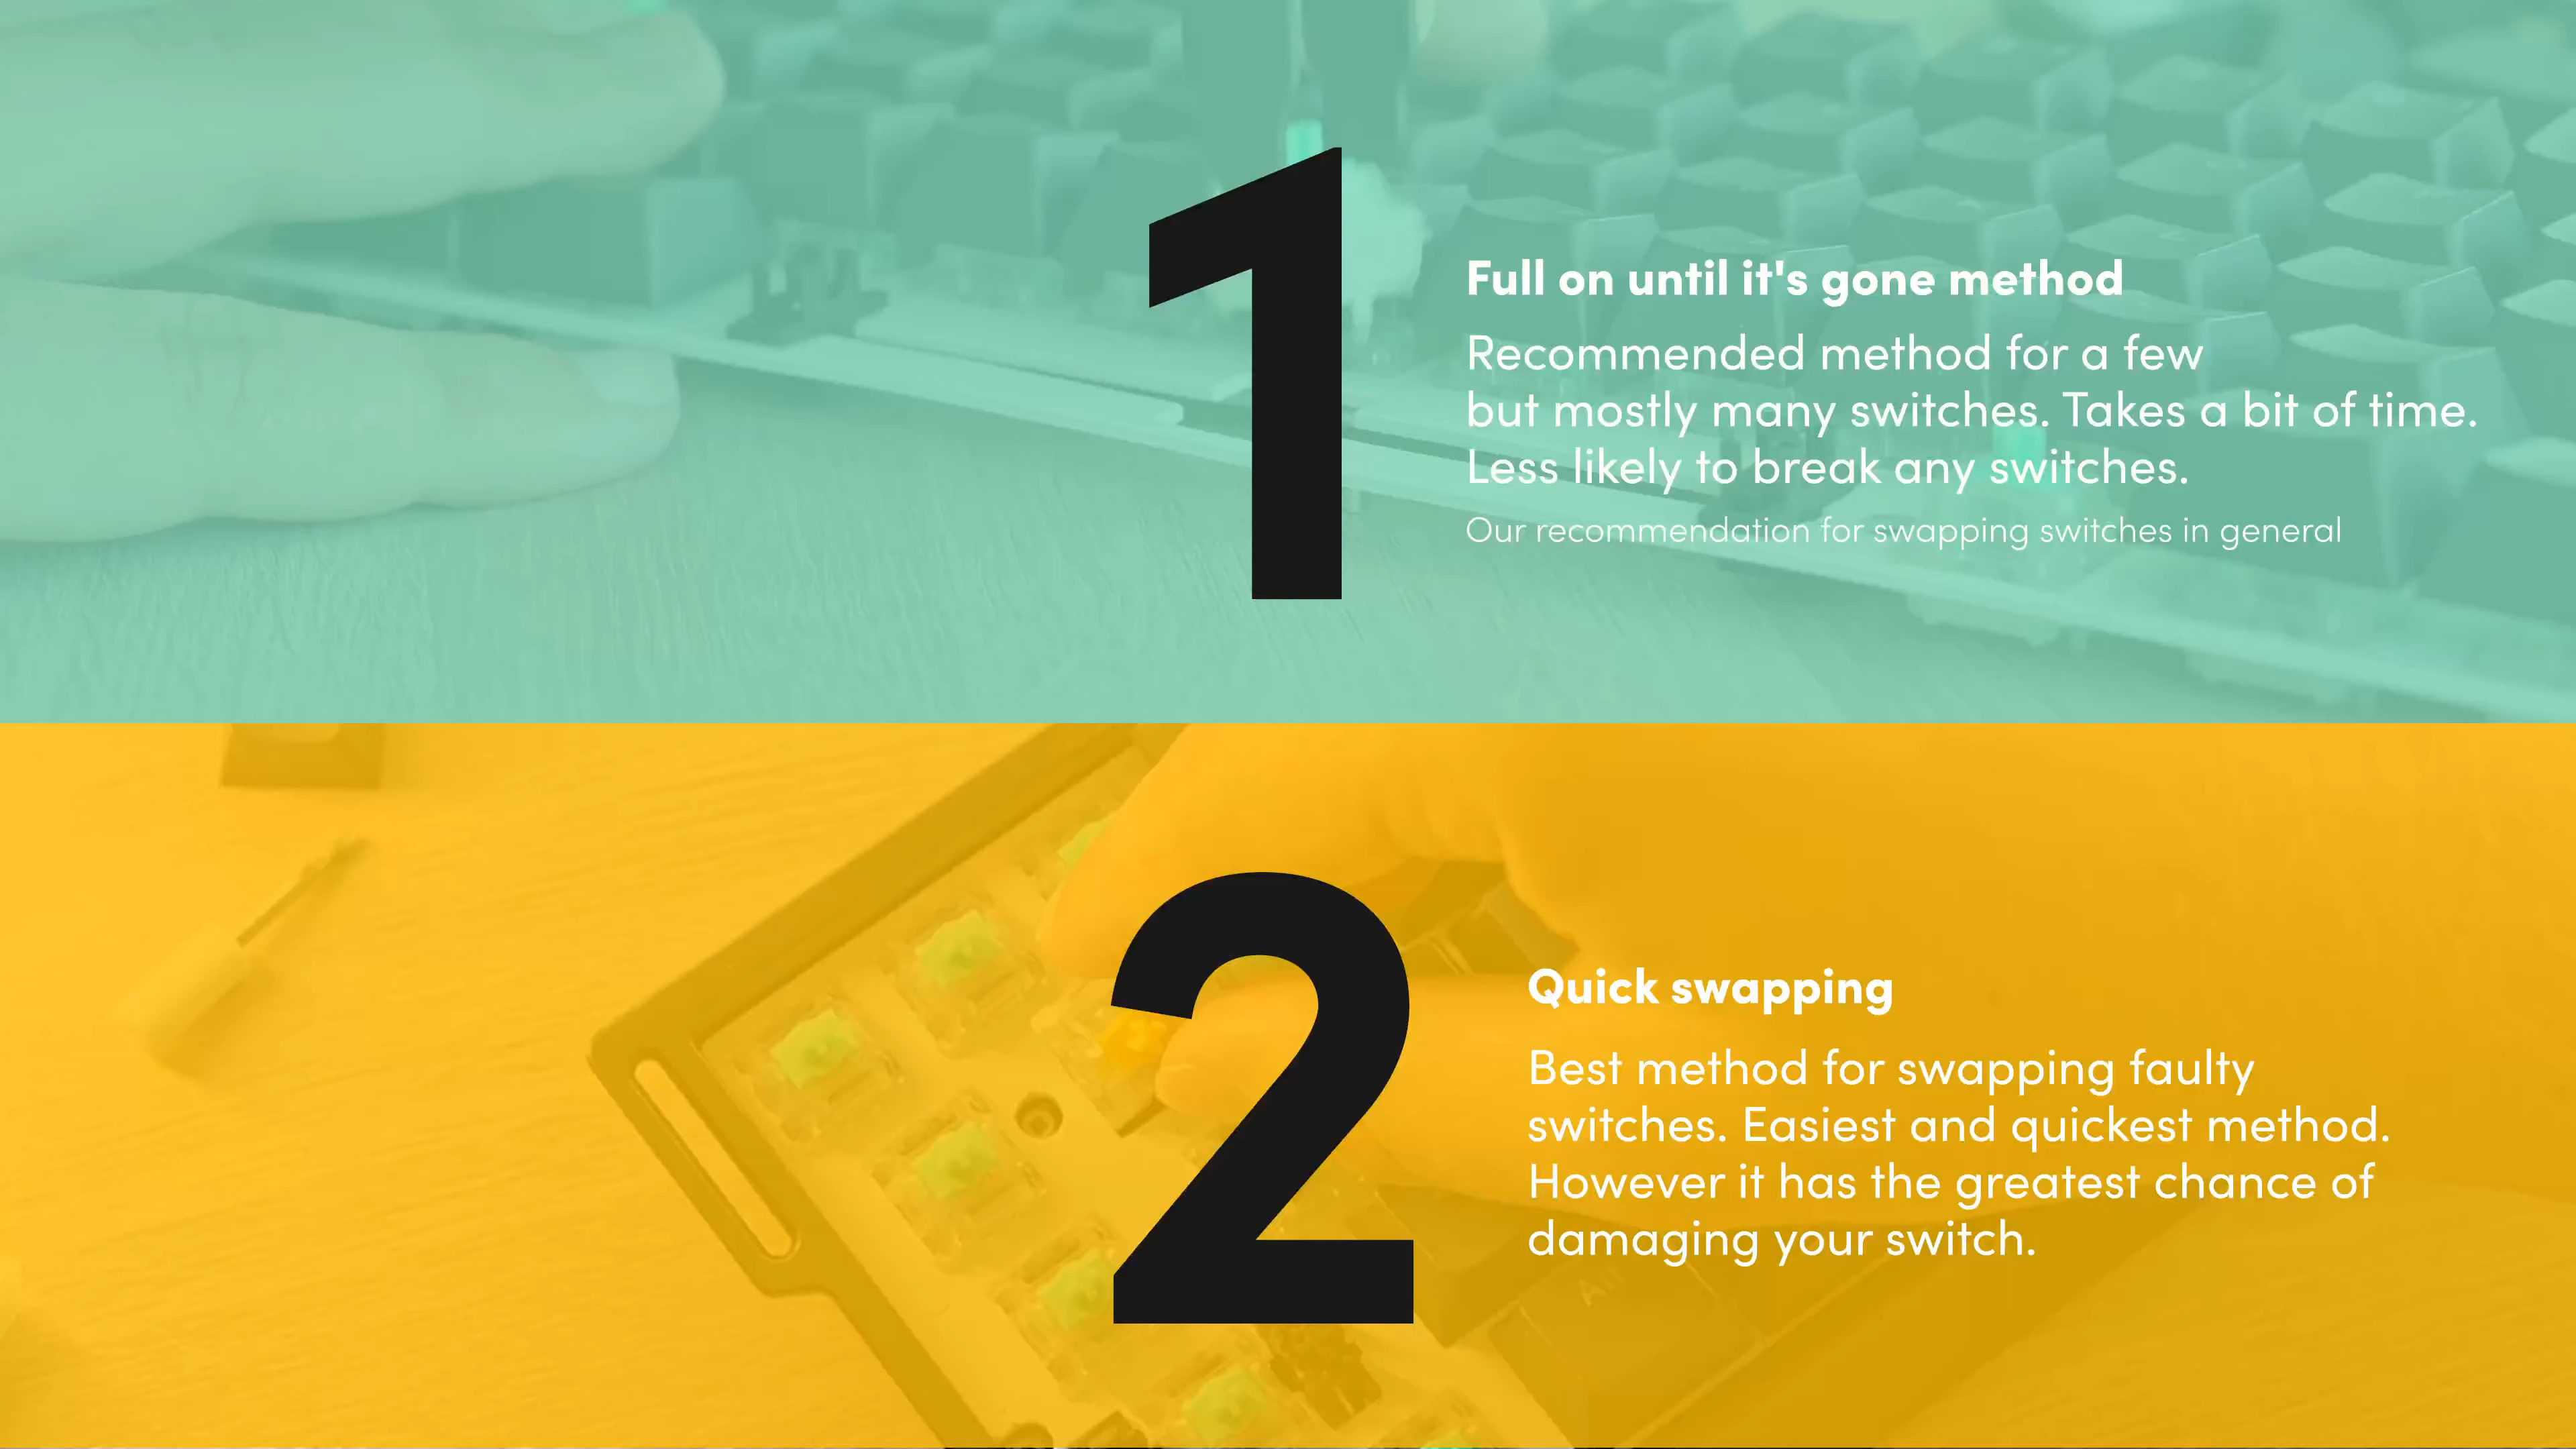 1
Full on until it's gone method
Recommended method for a few
but mostly many switches. Takes a bit of time.
Less likely to break any switches.
Our recommendation for swapping switches in general
2
Quick swapping
Best method for swapping faulty
switches. Easiest and quickest method.
However it has the greatest chance of
damaging your switch.